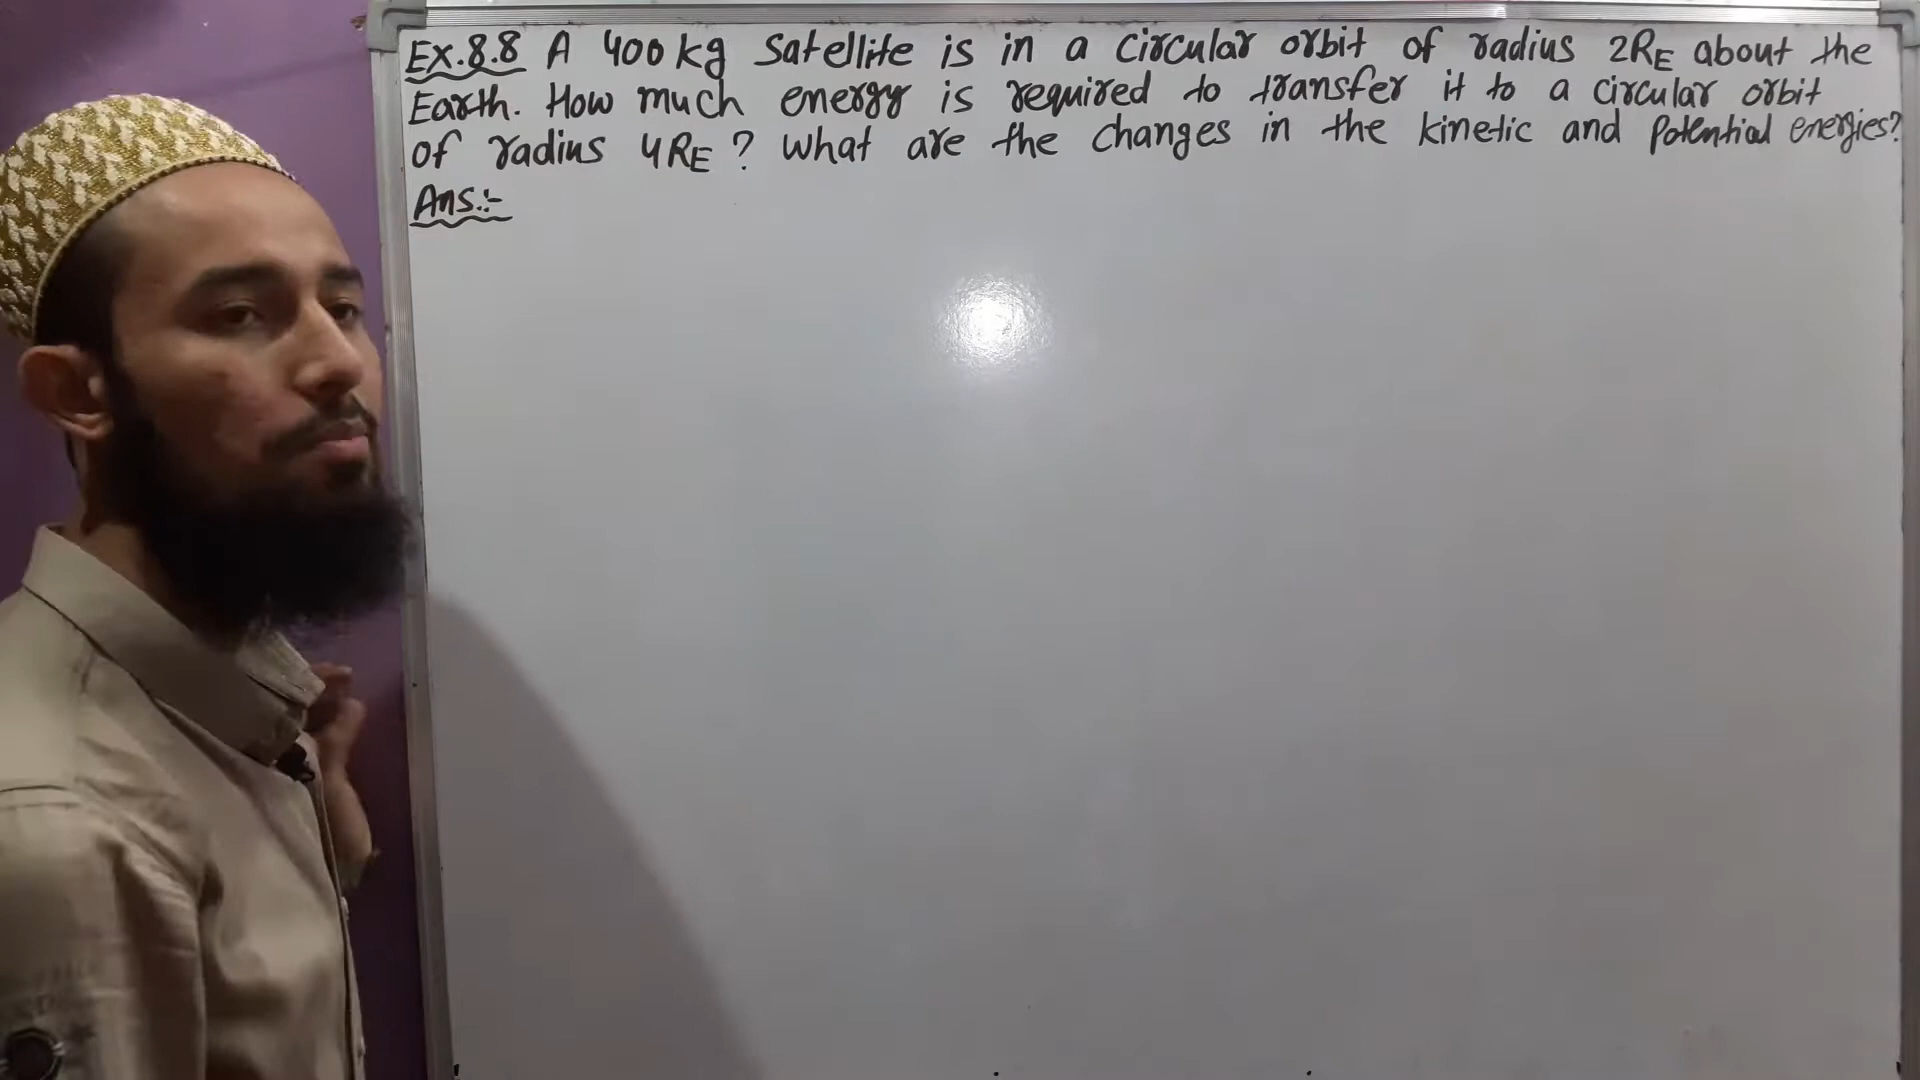 Ex.8.8 A 400 kg Satellite is in a circular orbit of radius 2RE about the
Earth. How much energy is required to transfer it to a circular orbit
of radius 4RE? What are the changes in the kinetic and potential energies?
Ans.:-